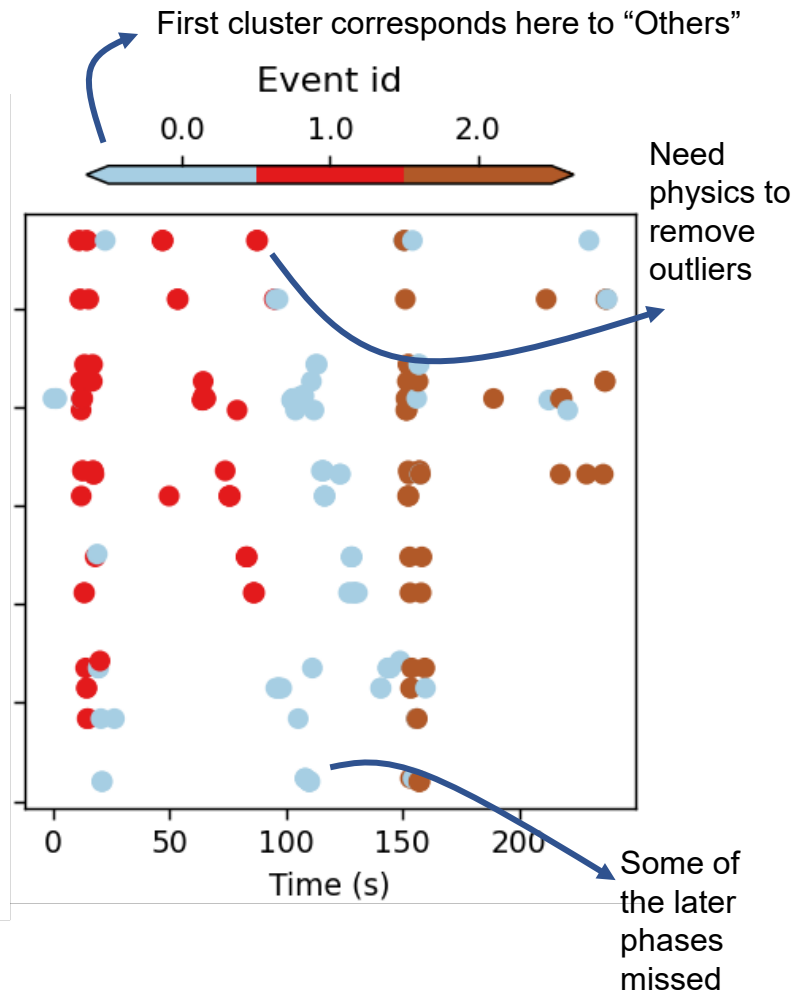 First cluster corresponds here to “Others”
Event id
0.0 1.0 2.0
Need
physics to
remove
outliers
0 50 100 150 200
Time (s)
Some of
the later
phases
missed